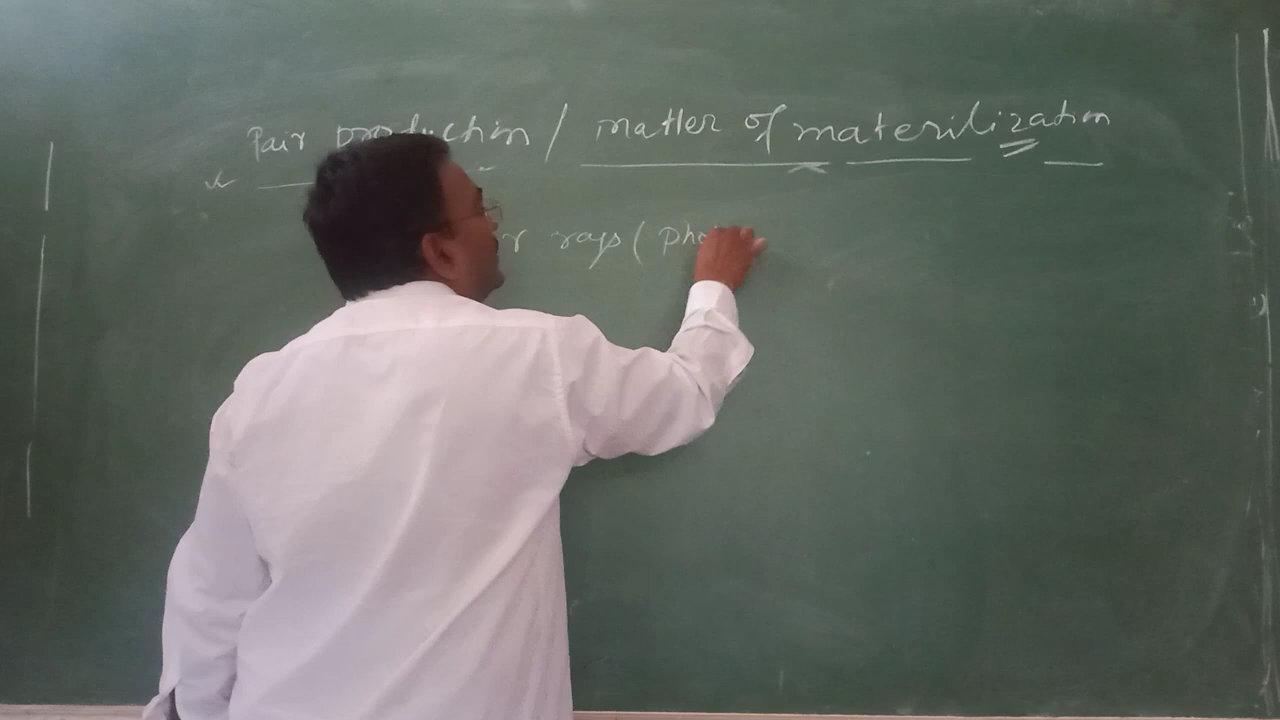 Pair production / matter of materilization
r rays ( pho